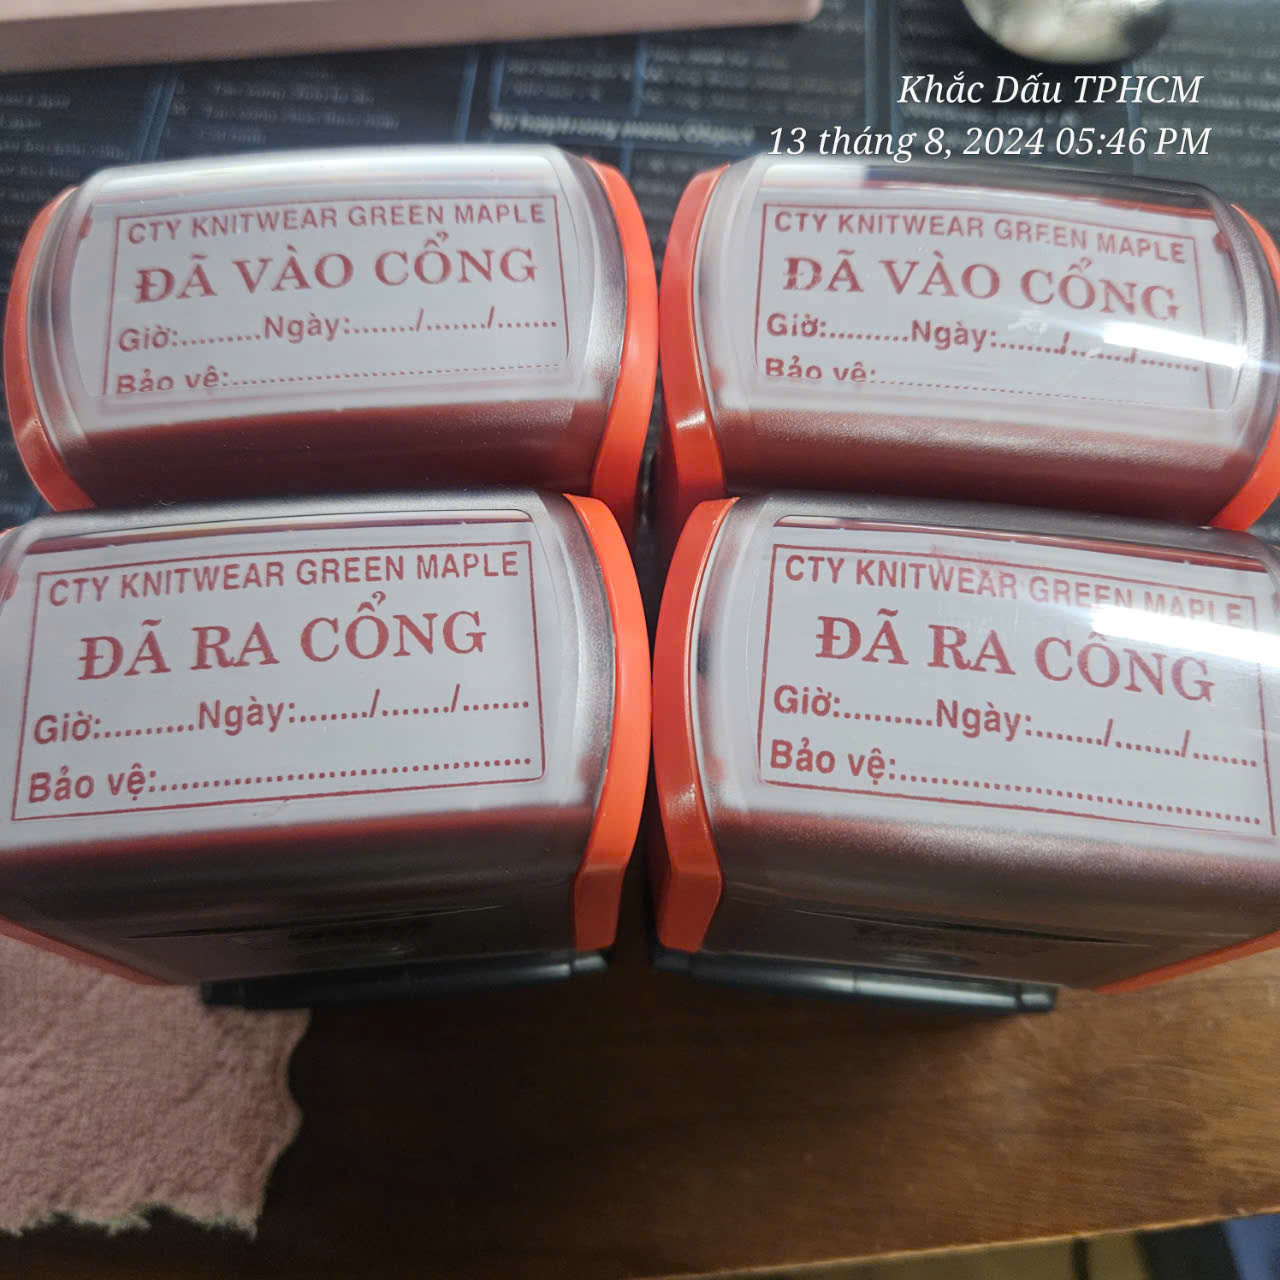 Khắc Dấu TPHCM
13 tháng 8, 2024 05:46 PM
CTY KNITWEAR GREEN MAPLE
ĐÃ VÀO CỔNG
Giờ:.........Ngày:......./......./.......
Bảo vệ:......................................
CTY KNITWEAR GREEN MAPLE
ĐÃ VÀO CỔNG
Giờ:.........Ngày:......./......./.......
Bảo vệ:......................................
CTY KNITWEAR GREEN MAPLE
ĐÃ RA CỔNG
Giờ:..........Ngày:......../......./.......
Bảo vệ:......................................
CTY KNITWEAR GREEN MAPLE
ĐÃ RA CỔNG
Giờ:..........Ngày:......../......./.......
Bảo vệ:......................................